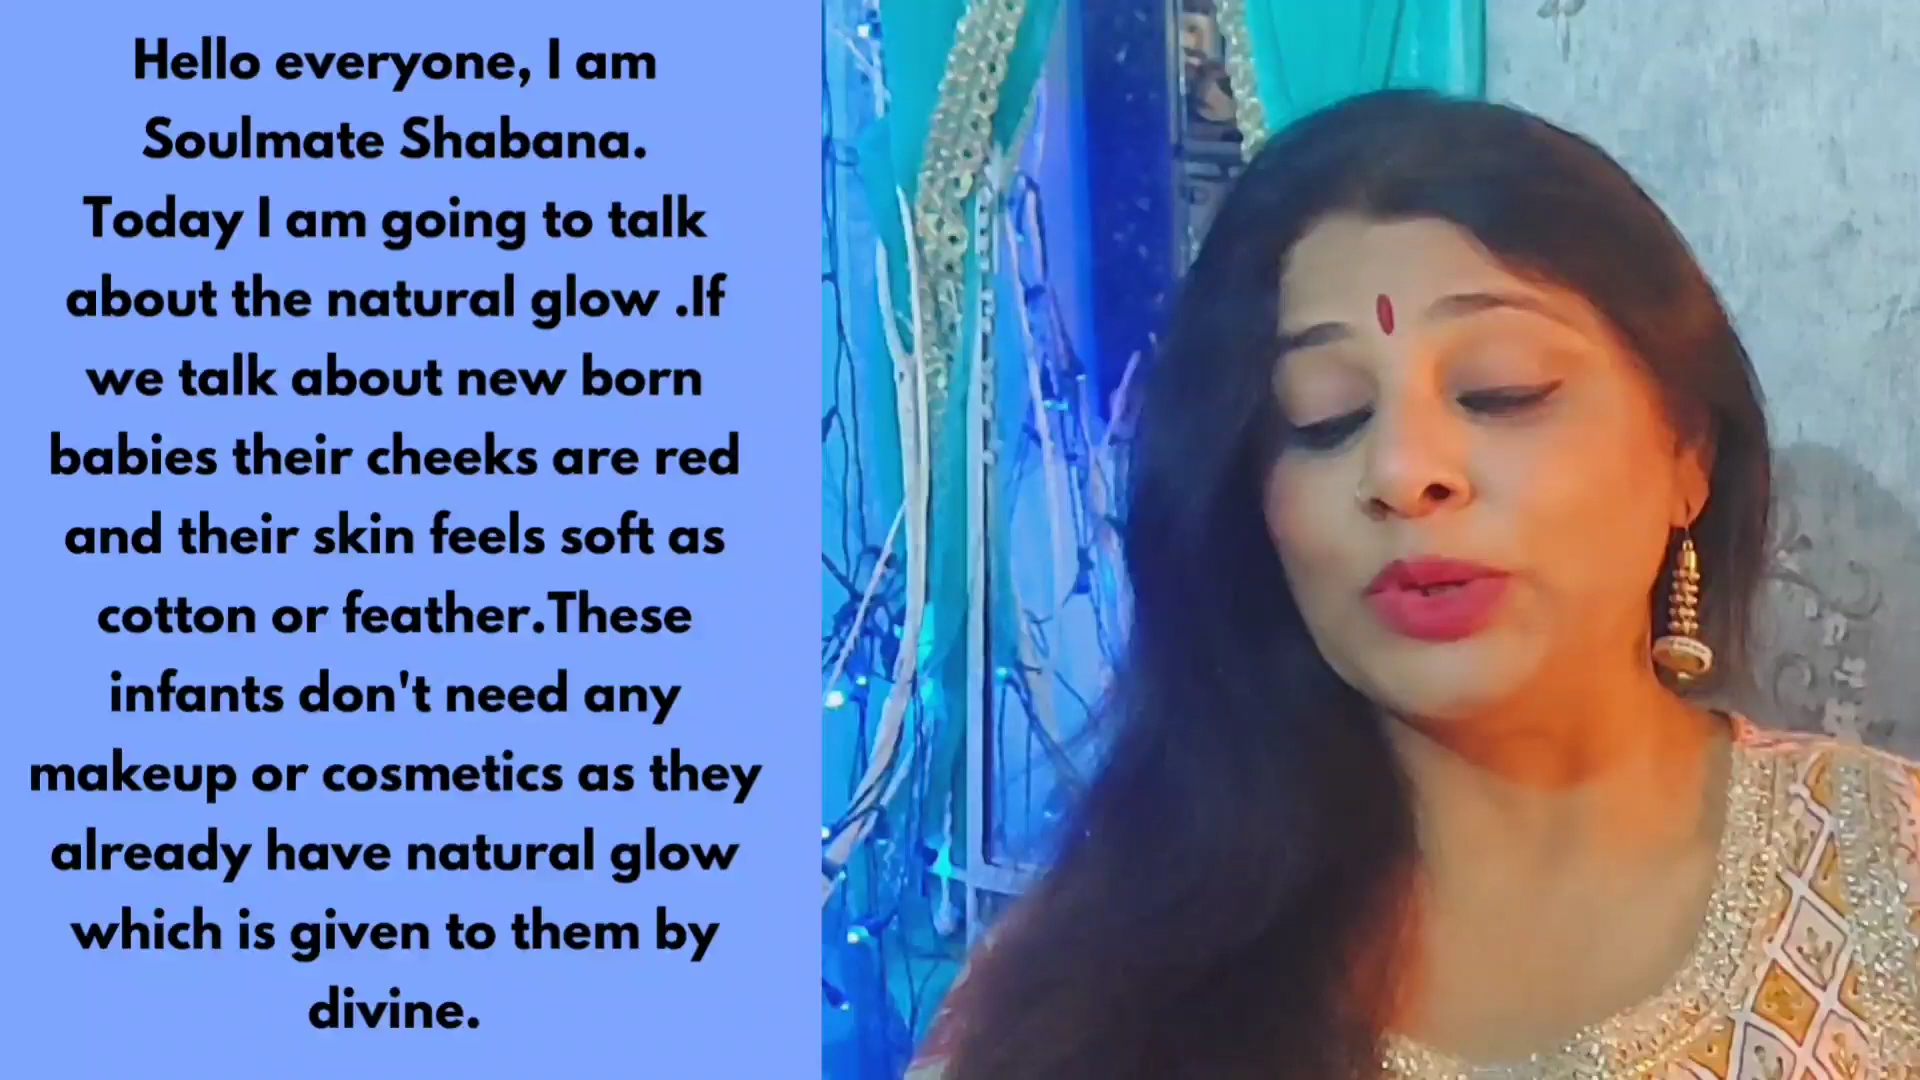 Hello everyone, I am
Soulmate Shabana.
Today I am going to talk
about the natural glow .If
we talk about new born
babies their cheeks are red
and their skin feels soft as
cotton or feather.These
infants don't need any
makeup or cosmetics as they
already have natural glow
which is given to them by
divine.